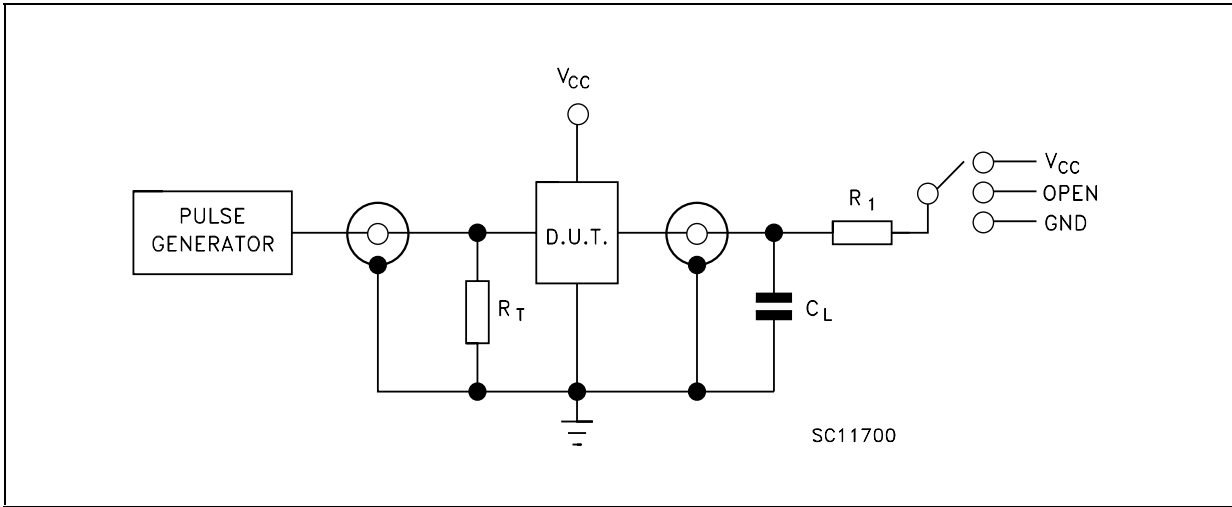 VCC
PULSE
GENERATOR
D.U.T.
RT
CL
R1
VCC
OPEN
GND
SC11700